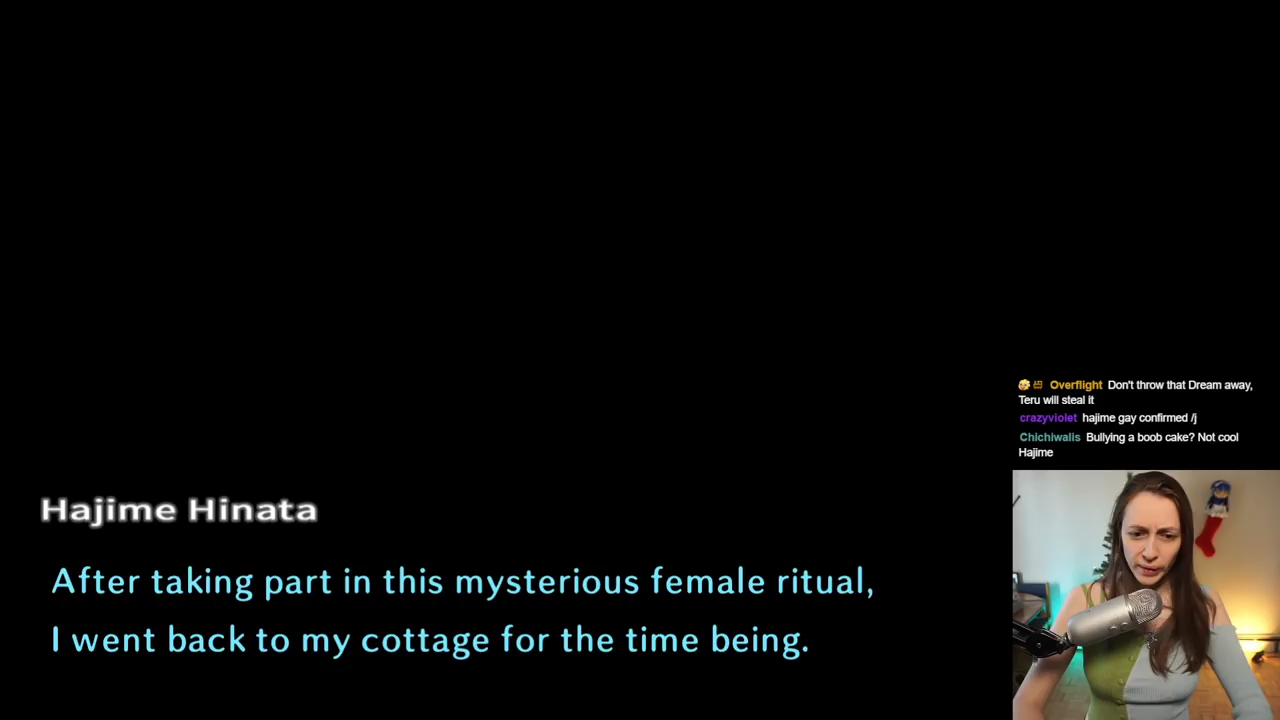 Overflight Don't throw that Dream away,
Teru will steal it
crazyviolet hajime gay confirmed /j
Chichiwalis Bullying a boob cake? Not cool
Hajime
Hajime Hinata
After taking part in this mysterious female ritual,
I went back to my cottage for the time being.